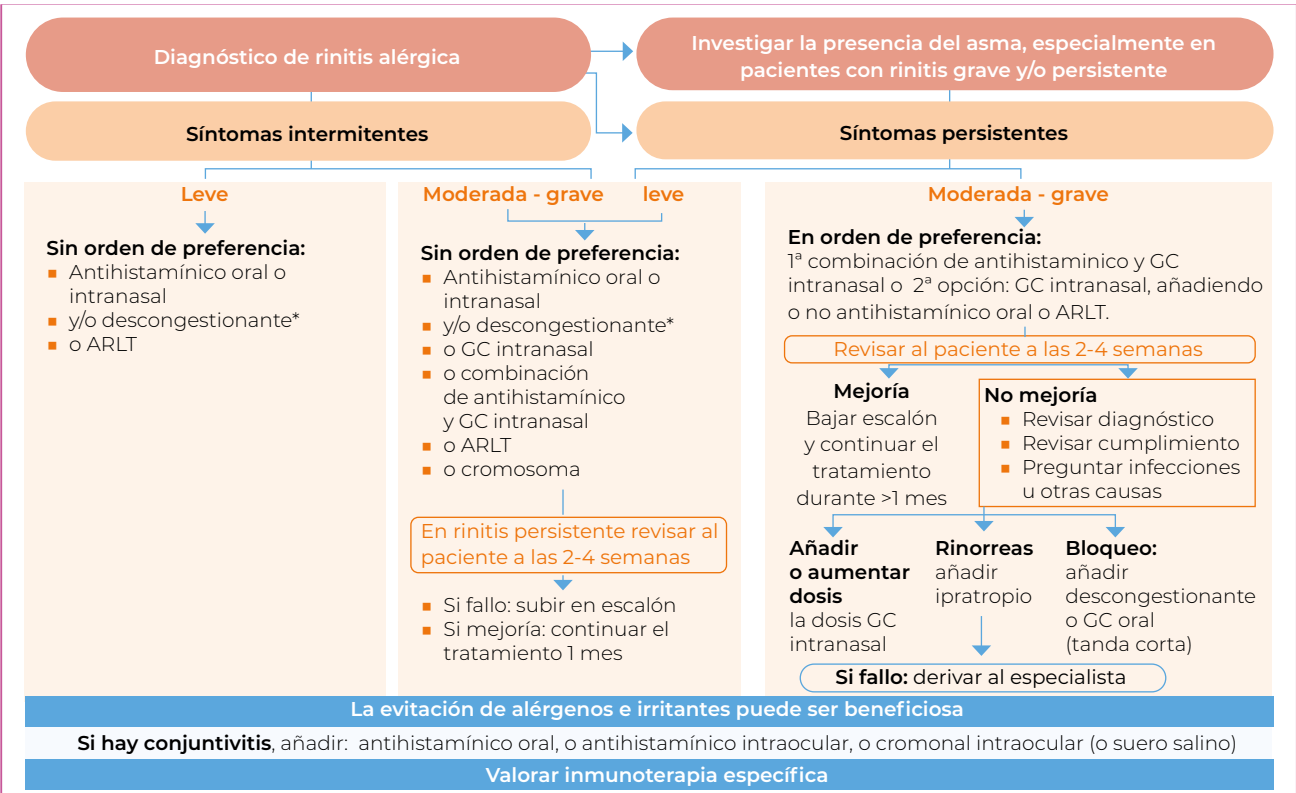 Diagnóstico de rinitis alérgica
Investigar la presencia del asma, especialmente en
pacientes con rinitis grave y/o persistente
Síntomas intermitentes
Síntomas persistentes
Leve
Sin orden de preferencia:
Antihistamínico oral o
intranasal
y/o descongestionante*
o ARLT
Moderada - grave
leve
Sin orden de preferencia:
Antihistamínico oral o
intranasal
y/o descongestionante*
o GC intranasal
o combinación
de antihistamínico
y GC intranasal
o ARLT
o cromosoma
En rinitis persistente revisar al
paciente a las 2-4 semanas
Si fallo: subir en escalón
Si mejoría: continuar el
tratamiento 1 mes
Moderada - grave
En orden de preferencia:
1ª combinación de antihistaminico y GC
intranasal o 2ª opción: GC intranasal, añadiendo
o no antihistamínico oral o ARLT.
Revisar al paciente a las 2-4 semanas
Mejoría
Bajar escalón
y continuar el
tratamiento
durante >1 mes
No mejoría
Revisar diagnóstico
Revisar cumplimiento
Preguntar infecciones
u otras causas
Añadir
o aumentar
dosis
la dosis GC
intranasal
Rinorreas
añadir
ipratropio
Bloqueo:
añadir
descongestionante
o GC oral
(tanda corta)
Si fallo: derivar al especialista
La evitación de alérgenos e irritantes puede ser beneficiosa
Si hay conjuntivitis, añadir: antihistamínico oral, o antihistamínico intraocular, o cromonal intraocular (o suero salino)
Valorar inmunoterapia específica